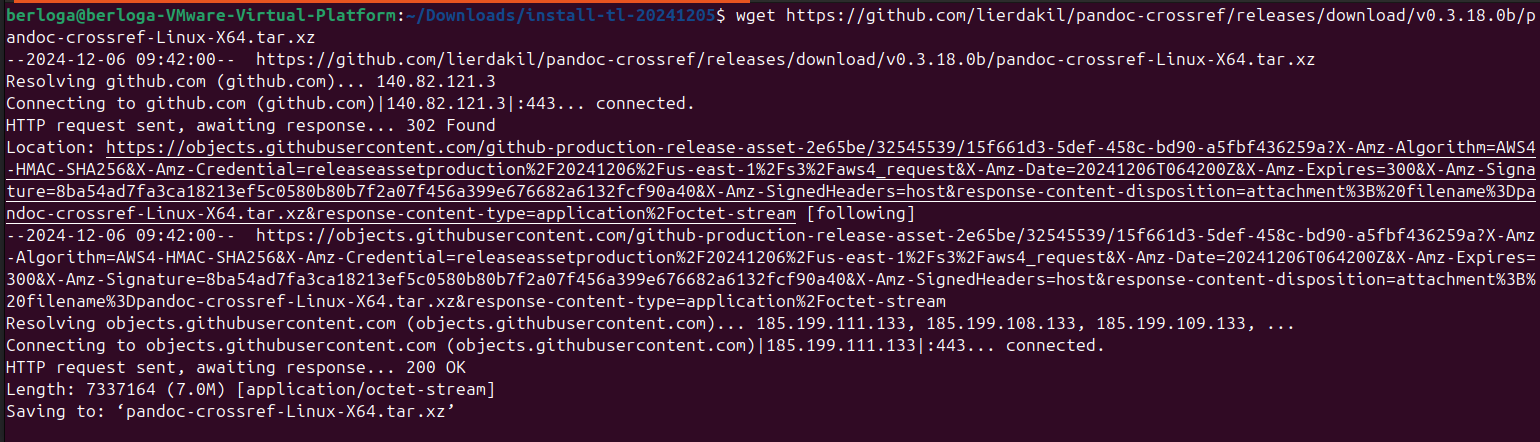 berloga@berloga-VMware-Virtual-Platform:~/Downloads/install-tl-20241205$ wget https://github.com/lierdakil/pandoc-crossref/releases/download/v0.3.18.0b/p
andoc-crossref-Linux-X64.tar.xz
--2024-12-06 09:42:00--  https://github.com/lierdakil/pandoc-crossref/releases/download/v0.3.18.0b/pandoc-crossref-Linux-X64.tar.xz
Resolving github.com (github.com)... 140.82.121.3
Connecting to github.com (github.com)|140.82.121.3|:443... connected.
HTTP request sent, awaiting response... 302 Found
Location: https://objects.githubusercontent.com/github-production-release-asset-2e65be/32545539/15f661d3-5def-458c-bd90-a5fbf436259a?X-Amz-Algorithm=AWS4
-HMAC-SHA256&X-Amz-Credential=releaseassetproduction%2F20241206%2Fus-east-1%2Fs3%2Faws4_request&X-Amz-Date=20241206T064200Z&X-Amz-Expires=300&X-Amz-Signa
ture=8ba54ad7fa3ca18213ef5c0580b80b7f2a07f456a399e676682a6132fcf90a40&X-Amz-SignedHeaders=host&response-content-disposition=attachment%3B%20filename%3Dpa
ndoc-crossref-Linux-X64.tar.xz&response-content-type=application%2Foctet-stream [following]
--2024-12-06 09:42:00--  https://objects.githubusercontent.com/github-production-release-asset-2e65be/32545539/15f661d3-5def-458c-bd90-a5fbf436259a?X-Amz
-Algorithm=AWS4-HMAC-SHA256&X-Amz-Credential=releaseassetproduction%2F20241206%2Fus-east-1%2Fs3%2Faws4_request&X-Amz-Date=20241206T064200Z&X-Amz-Expires=
300&X-Amz-Signature=8ba54ad7fa3ca18213ef5c0580b80b7f2a07f456a399e676682a6132fcf90a40&X-Amz-SignedHeaders=host&response-content-disposition=attachment%3B%
20filename%3Dpandoc-crossref-Linux-X64.tar.xz&response-content-type=application%2Foctet-stream
Resolving objects.githubusercontent.com (objects.githubusercontent.com)... 185.199.111.133, 185.199.108.133, 185.199.109.133, ...
Connecting to objects.githubusercontent.com (objects.githubusercontent.com)|185.199.111.133|:443... connected.
HTTP request sent, awaiting response... 200 OK
Length: 7337164 (7.0M) [application/octet-stream]
Saving to: ‘pandoc-crossref-Linux-X64.tar.xz’